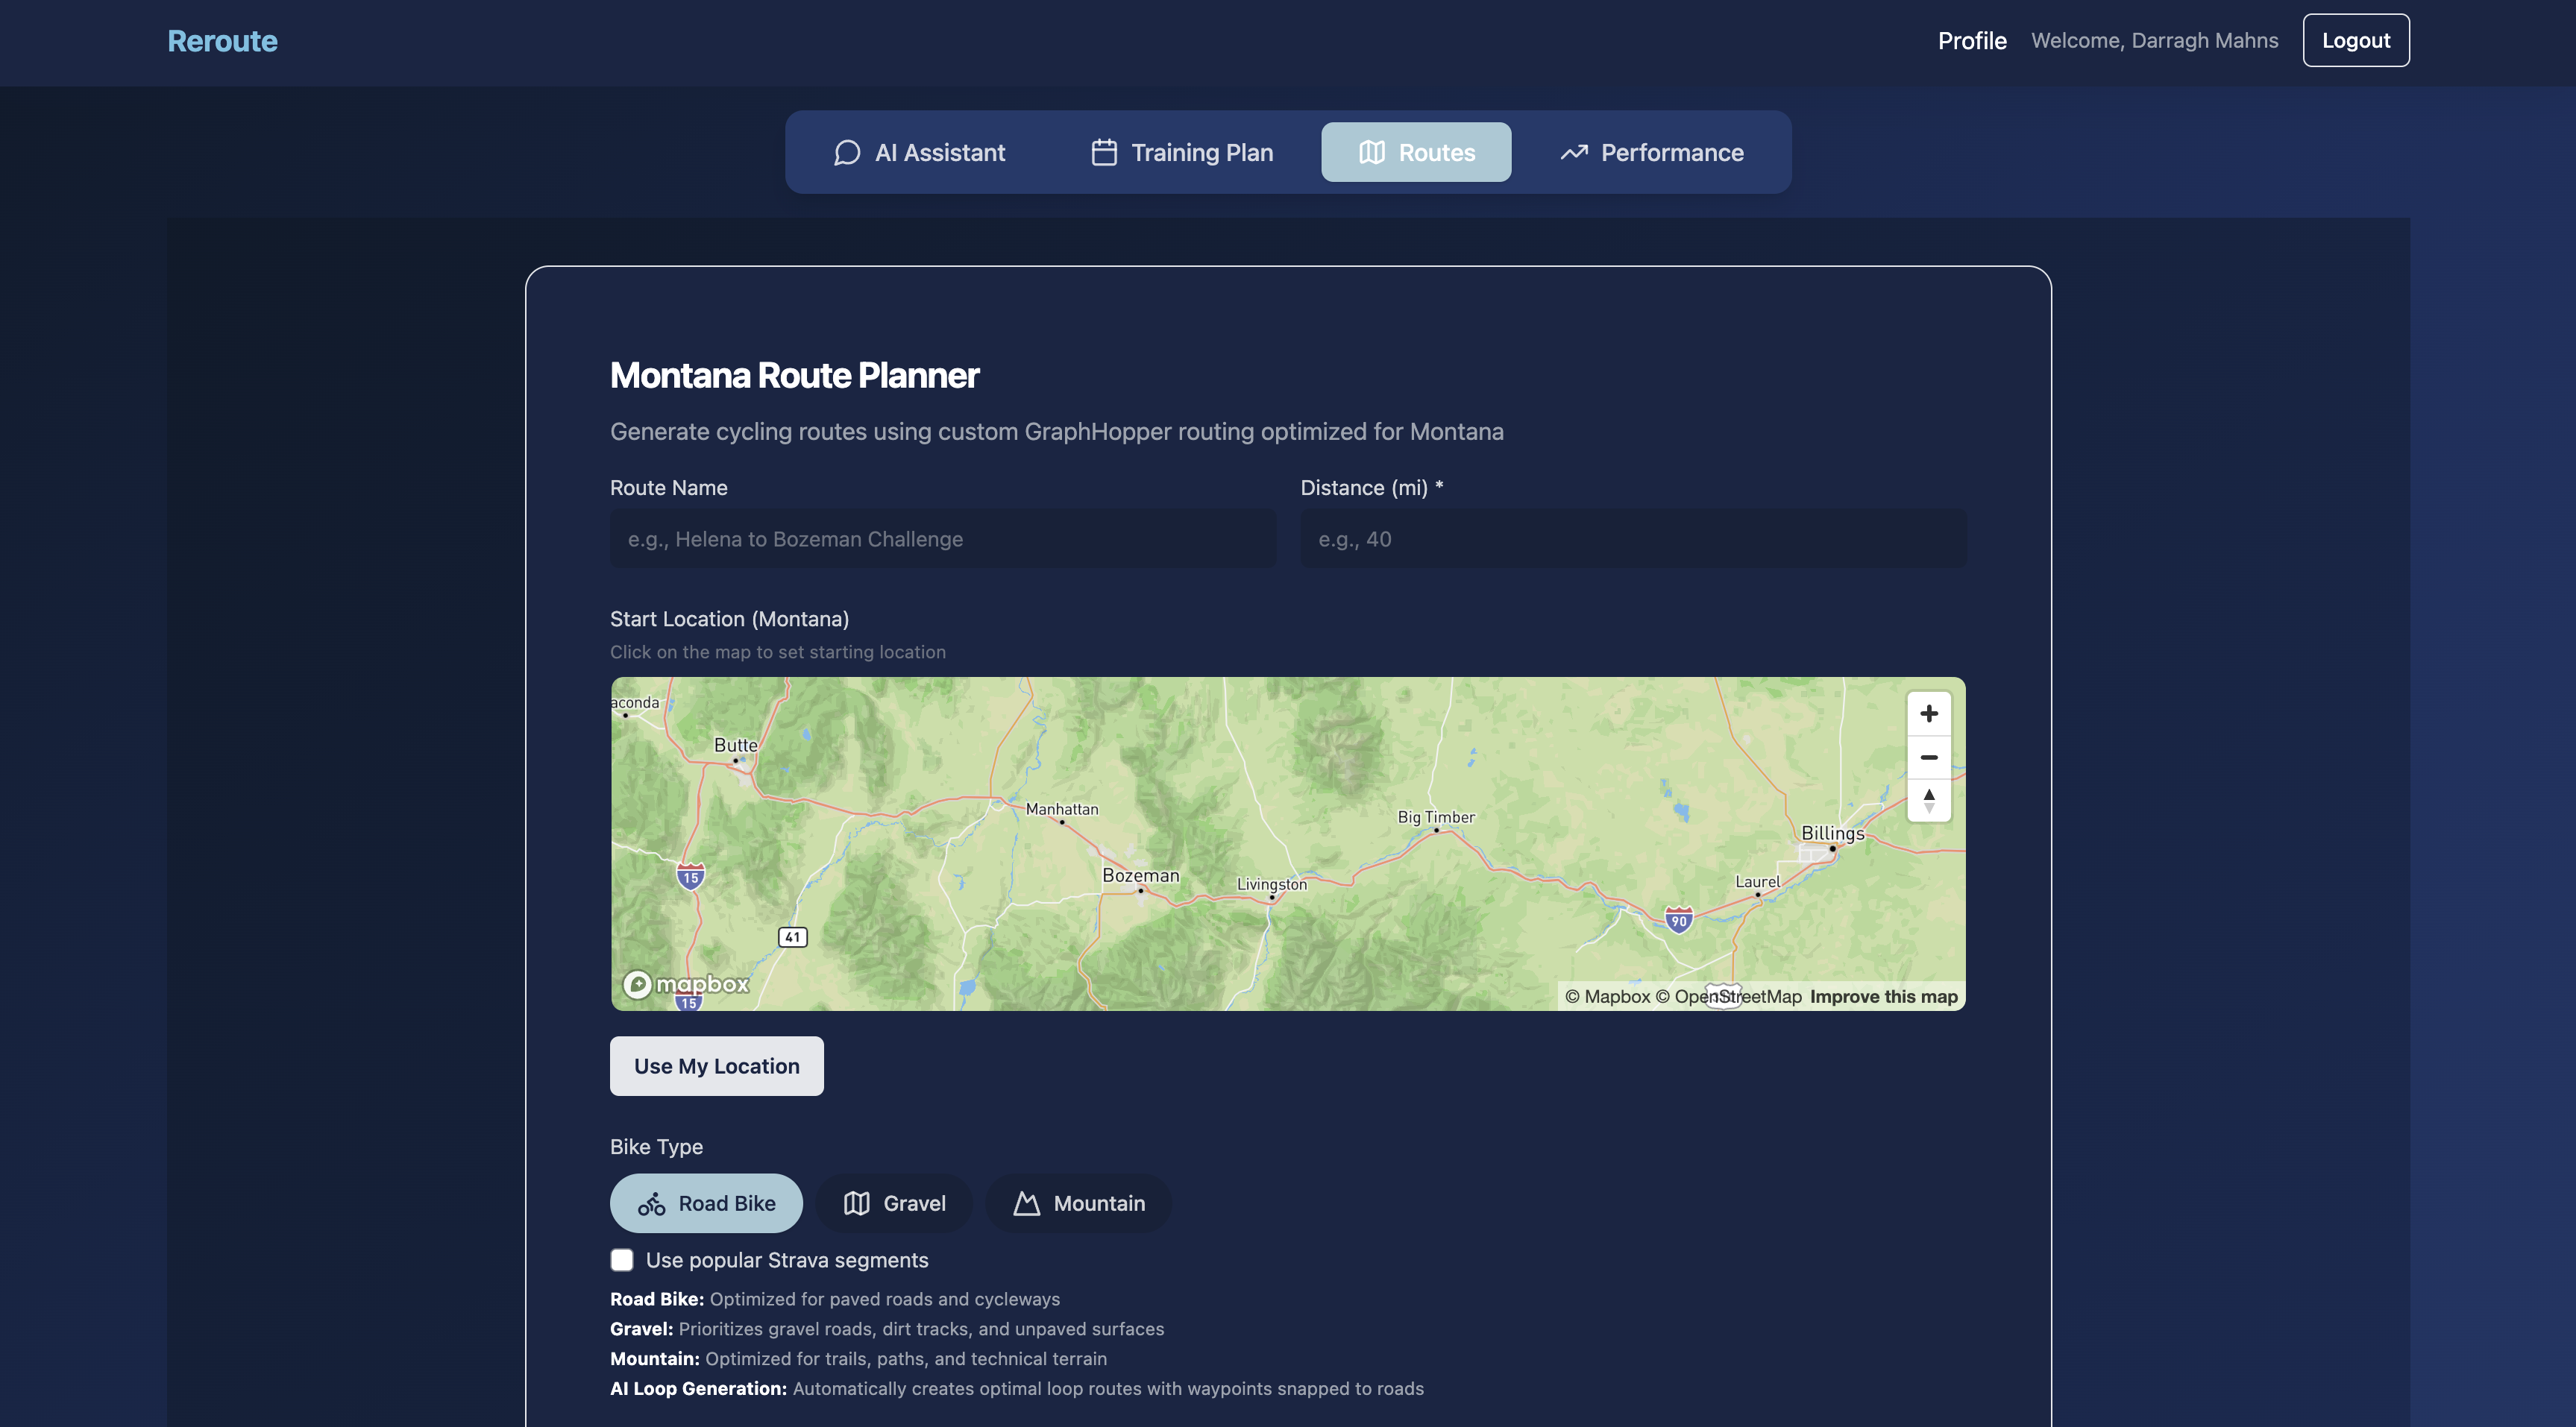 Reroute
Profile
Welcome, Darragh Mahns
Logout
AI Assistant
Training Plan
Routes
Performance
Montana Route Planner
Generate cycling routes using custom GraphHopper routing optimized for Montana
Route Name
Distance (mi) *
e.g., Helena to Bozeman Challenge
e.g., 40
Start Location (Montana)
Click on the map to set starting location
aconda
Butte
Manhattan
Big Timber
Billings
Bozeman
Livingston
Laurel
15
90
41
mapbox
15
© Mapbox © OpenStreetMap Improve this map
Use My Location
Bike Type
Road Bike
Gravel
Mountain
Use popular Strava segments
Road Bike: Optimized for paved roads and cycleways
Gravel: Prioritizes gravel roads, dirt tracks, and unpaved surfaces
Mountain: Optimized for trails, paths, and technical terrain
AI Loop Generation: Automatically creates optimal loop routes with waypoints snapped to roads